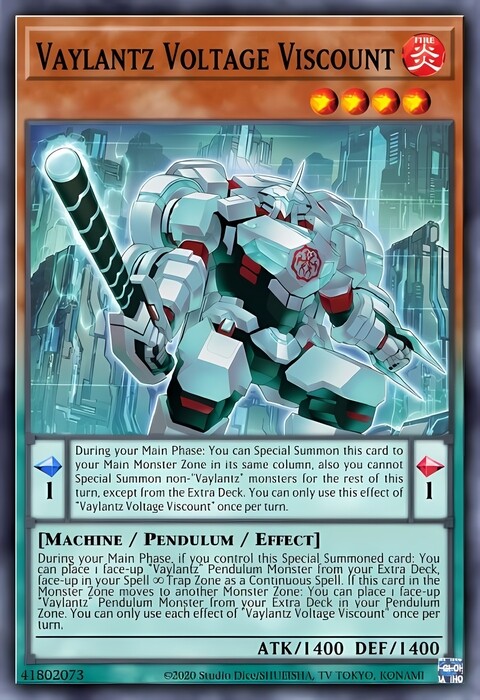 VAYLANTZ VOLTAGE VISCOUNT
FIRE
炎
During your Main Phase: You can Special Summon this card to
your Main Monster Zone in its same column, also you cannot
Special Summon non-"Vaylantz" monsters for the rest of this
turn, except from the Extra Deck. You can only use this effect of
"Vaylantz Voltage Viscount" once per turn.
1
1
[MACHINE / PENDULUM / EFFECT]
During your Main Phase, if you control this Special Summoned card: You
can place 1 face-up "Vaylantz" Pendulum Monster from your Extra Deck,
face-up in your Spell ∞ Trap Zone as a Continuous Spell. If this card in the
Monster Zone moves to another Monster Zone: You can place 1 face-up
"Vaylantz" Pendulum Monster from your Extra Deck in your Pendulum
Zone. You can only use each effect of "Vaylantz Voltage Viscount" once per
turn.
ATK/1400 DEF/1400
41802073
©2020 Studio Dice/SHUEISHA, TV TOKYO, KONAMI